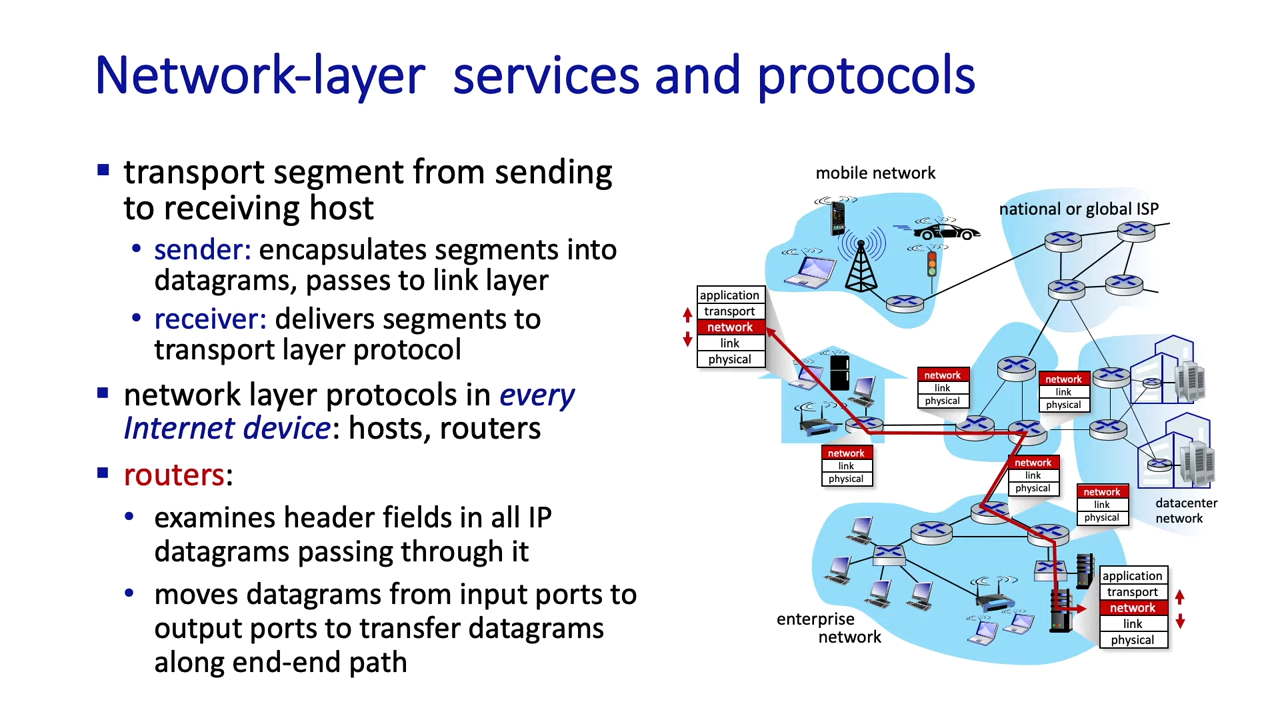 Network-layer services and protocols
transport segment from sending
to receiving host
sender: encapsulates segments into
datagrams, passes to link layer
receiver: delivers segments to
transport layer protocol
network layer protocols in every
Internet device: hosts, routers
routers:
examines header fields in all IP
datagrams passing through it
moves datagrams from input ports to
output ports to transfer datagrams
along end-end path
mobile network
national or global ISP
application
transport
network
link
physical
network
link
physical
network
link
physical
network
link
physical
network
link
physical
network
link
physical
datacenter
network
application
transport
network
link
physical
enterprise
network